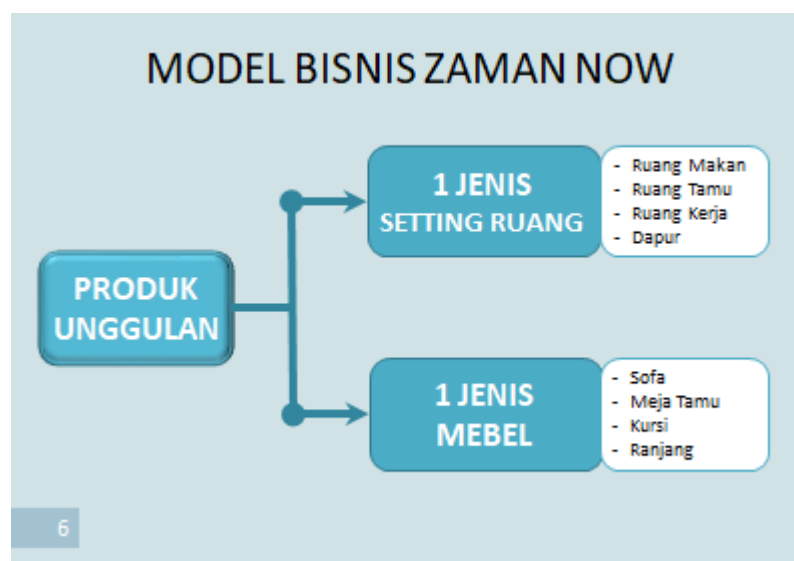 MODEL BISNIS ZAMAN NOW
PRODUK
UNGGULAN
1 JENIS
SETTING RUANG
- Ruang Makan
- Ruang Tamu
- Ruang Kerja
- Dapur
1 JENIS
MEBEL
- Sofa
- Meja Tamu
- Kursi
- Ranjang
6